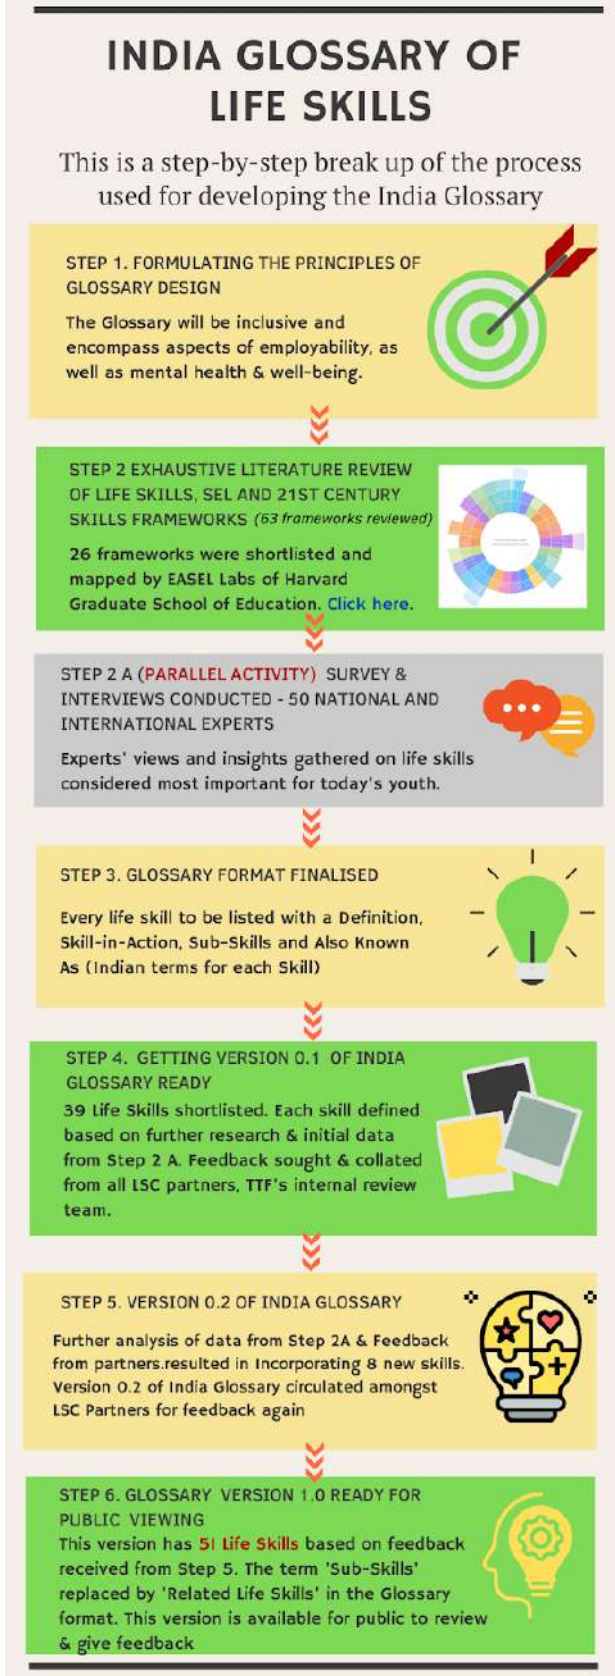 INDIA GLOSSARY OF
LIFE SKILLS
This is a step-by-step break up of the process
used for developing the India Glossary
STEP 1. FORMULATING THE PRINCIPLES OF
GLOSSARY DESIGN
The Glossary will be inclusive and
encompass aspects of employability, as
well as mental health & well-being.
STEP 2 EXHAUSTIVE LITERATURE REVIEW
OF LIFE SKILLS, SEL AND 21ST CENTURY
SKILLS FRAMEWORKS (63 frameworks reviewed)
26 frameworks were shortlisted and
mapped by EASEL Labs of Harvard
Graduate School of Education. Click here.
STEP 2 A (PARALLEL ACTIVITY) SURVEY &
INTERVIEWS CONDUCTED - 50 NATIONAL AND
INTERNATIONAL EXPERTS
Experts' views and insights gathered on life skills
considered most important for today's youth.
STEP 3. GLOSSARY FORMAT FINALISED
Every life skill to be listed with a Definition,
Skill-in-Action, Sub-Skills and Also Known
As (Indian terms for each Skill)
STEP 4. GETTING VERSION 0.1 OF INDIA
GLOSSARY READY
39 Life Skills shortlisted. Each skill defined
based on further research & initial data
from Step 2 A. Feedback sought & collated
from all LSC partners, TTF's internal review
team.
STEP 5. VERSION 0.2 OF INDIA GLOSSARY
Further analysis of data from Step 2A & Feedback
from partners.resulted in Incorporating 8 new skills.
Version 0.2 of India Glossary circulated amongst
LSC Partners for feedback again
STEP 6. GLOSSARY VERSION 1.0 READY FOR
PUBLIC VIEWING
This version has 51 Life Skills based on feedback
received from Step 5. The term 'Sub-Skills'
replaced by 'Related Life Skills' in the Glossary
format. This version is available for public to review
& give feedback